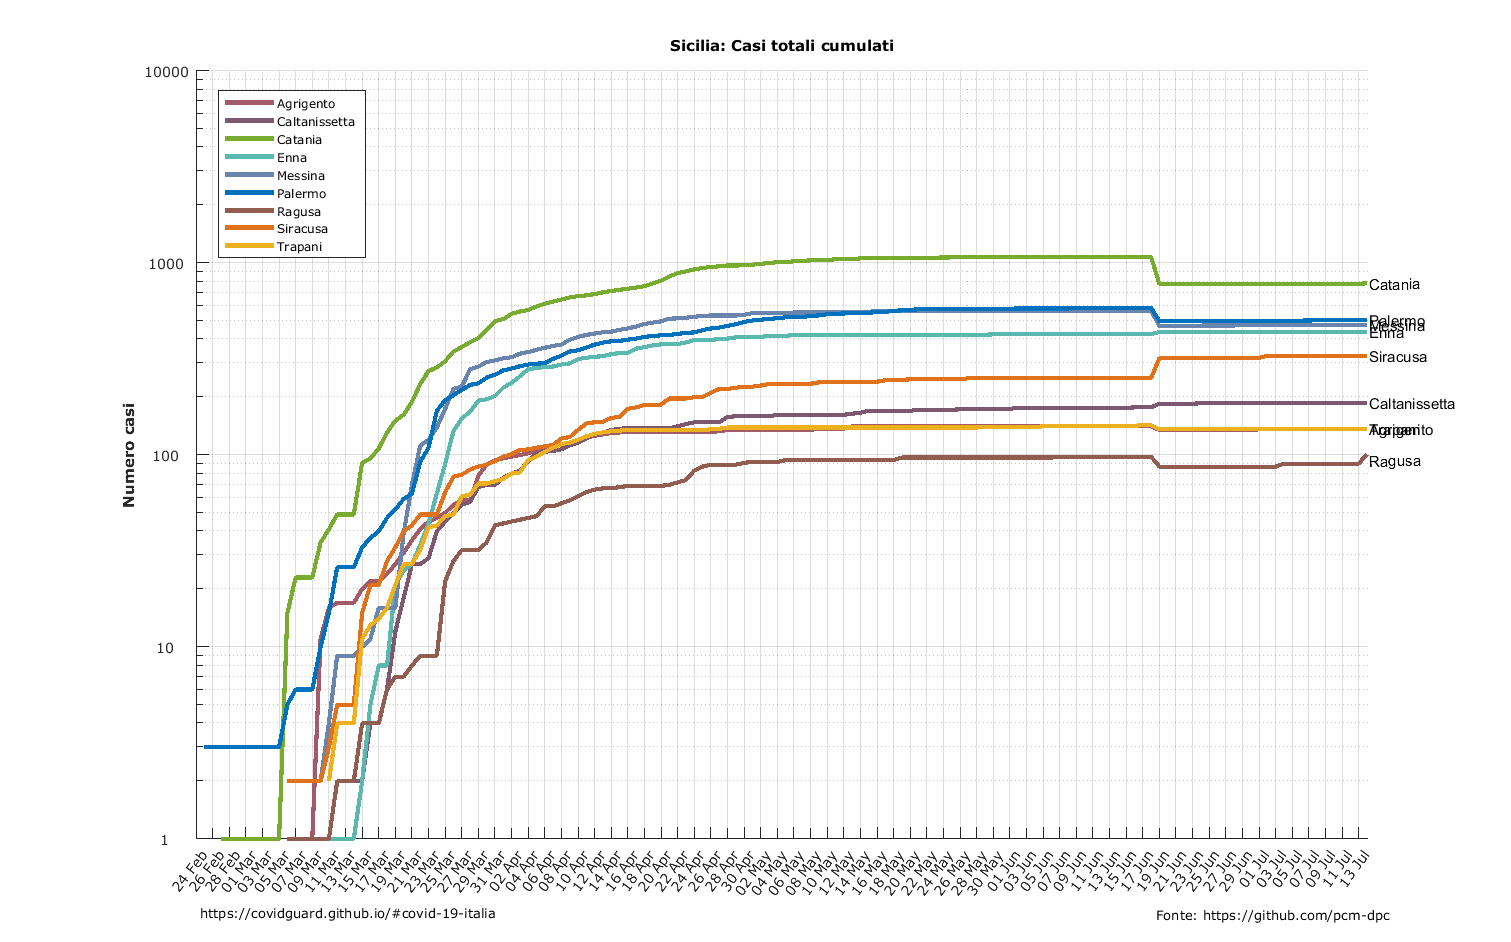 Sicilia: Casi totali cumulati
Numero casi
10000
1000
100
10
1
Agrigento
Caltanissetta
Catania
Enna
Messina
Palermo
Ragusa
Siracusa
Trapani
Catania
Palermo
Messina
Enna
Siracusa
Caltanissetta
Trapani
Agrigento
Ragusa
24 Feb
26 Feb
28 Feb
01 Mar
03 Mar
05 Mar
07 Mar
09 Mar
11 Mar
13 Mar
15 Mar
17 Mar
19 Mar
21 Mar
23 Mar
25 Mar
27 Mar
29 Mar
31 Mar
02 Apr
04 Apr
06 Apr
08 Apr
10 Apr
12 Apr
14 Apr
16 Apr
18 Apr
20 Apr
22 Apr
24 Apr
26 Apr
28 Apr
30 Apr
02 May
04 May
06 May
08 May
10 May
12 May
14 May
16 May
18 May
20 May
22 May
24 May
26 May
28 May
30 May
01 Jun
03 Jun
05 Jun
07 Jun
09 Jun
11 Jun
13 Jun
15 Jun
17 Jun
19 Jun
21 Jun
23 Jun
25 Jun
27 Jun
29 Jun
01 Jul
03 Jul
05 Jul
07 Jul
09 Jul
11 Jul
13 Jul
https://covidguard.github.io/#covid-19-italia
Fonte: https://github.com/pcm-dpc